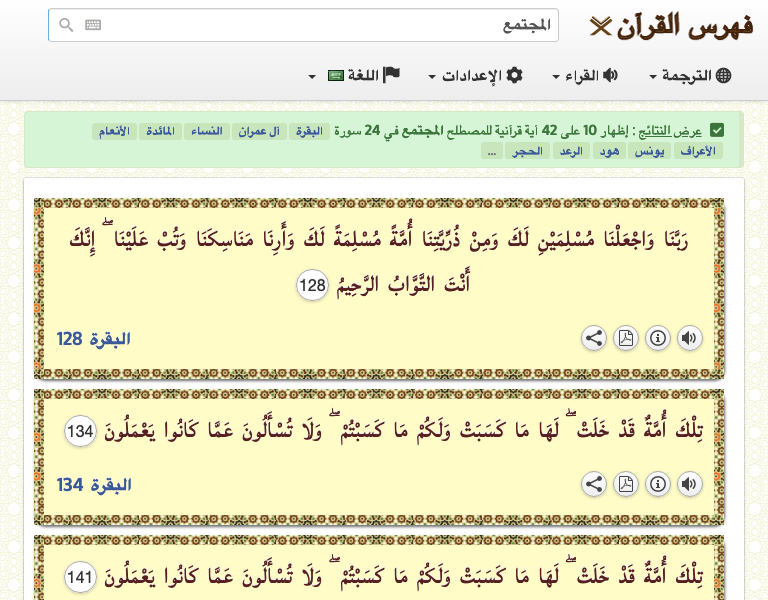 فهرس القرآن
المجتمع
الترجمة
القراء
الإعدادات
اللغة
عرض النتائج : إظهار 10 على 42 آية قرآنية للمصطلح المجتمع في 24 سورة البقرة آل عمران النساء المائدة الأنعام
الأعراف يونس هود الرعد الحجر ...
رَبَّنَا وَاجْعَلْنَا مُسْلِمَيْنِ لَكَ وَمِنْ ذُرِّيَّتِنَا أُمَّةً مُسْلِمَةً لَكَ وَأَرِنَا مَنَاسِكَنَا وَتُبْ عَلَيْنَا ۖ إِنَّكَ
أَنْتَ التَّوَّابُ الرَّحِيمُ 128
البقرة 128
تِلْكَ أُمَّةٌ قَدْ خَلَتْ ۖ لَهَا مَا كَسَبَتْ وَلَكُمْ مَا كَسَبْتُمْ ۖ وَلَا تُسْأَلُونَ عَمَّا كَانُوا يَعْمَلُونَ 134
البقرة 134
تِلْكَ أُمَّةٌ قَدْ خَلَتْ ۖ لَهَا مَا كَسَبَتْ وَلَكُمْ مَا كَسَبْتُمْ ۖ وَلَا تُسْأَلُونَ عَمَّا كَانُوا يَعْمَلُونَ 141